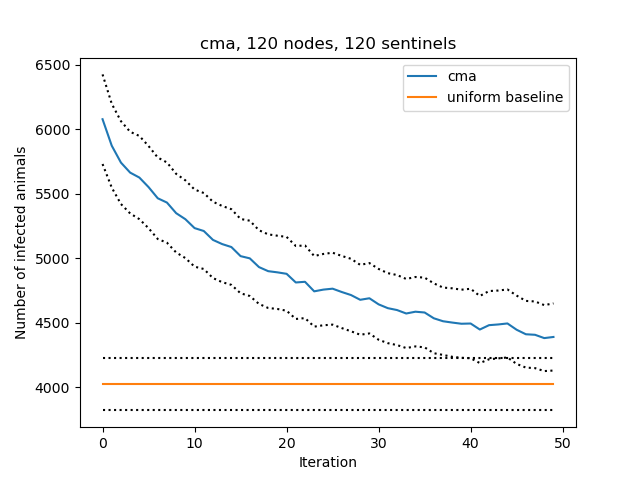 cma, 120 nodes, 120 sentinels
6500
6000
5500
5000
4500
4000
Number of infected animals
cma
uniform baseline
0
10
20
30
40
50
Iteration